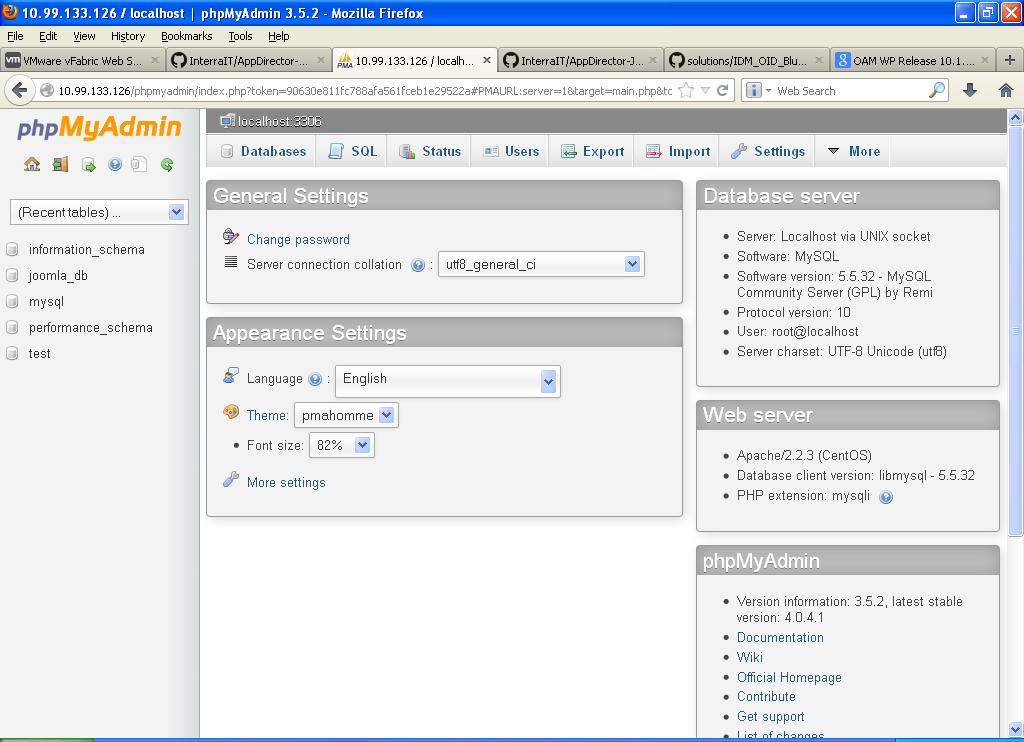 10.99.133.126 / localhost | phpMyAdmin 3.5.2 - Mozilla Firefox
File Edit View History Bookmarks Tools Help
VMware vFabric Web S...
InterraIT/AppDirector-...
10.99.133.126 / localh...
InterraIT/AppDirector-J...
solutions/IDM_OID_Blu...
OAM WP Release 10.1....
10.99.133.126/phpmyadmin/index.php?token=90630e811fc788afa561fceb1e29522a#PMAURL:server=1&target=main.php&tc
Web Search
phpMyAdmin
(Recent tables) ...
information_schema
joomla_db
mysql
performance_schema
test
localhost:3306
Databases SQL Status Users Export Import Settings More
General Settings
Change password
Server connection collation : utf8_general_ci
Appearance Settings
Language : English
Theme: pmahomme
• Font size: 82%
More settings
Database server
• Server: Localhost via UNIX socket
• Software: MySQL
• Software version: 5.5.32 - MySQL
Community Server (GPL) by Remi
• Protocol version: 10
• User: root@localhost
• Server charset: UTF-8 Unicode (utf8)
Web server
• Apache/2.2.3 (CentOS)
• Database client version: libmysql - 5.5.32
• PHP extension: mysqli
phpMyAdmin
• Version information: 3.5.2, latest stable
version: 4.0.4.1
• Documentation
• Wiki
• Official Homepage
• Contribute
• Get support
• List of changes